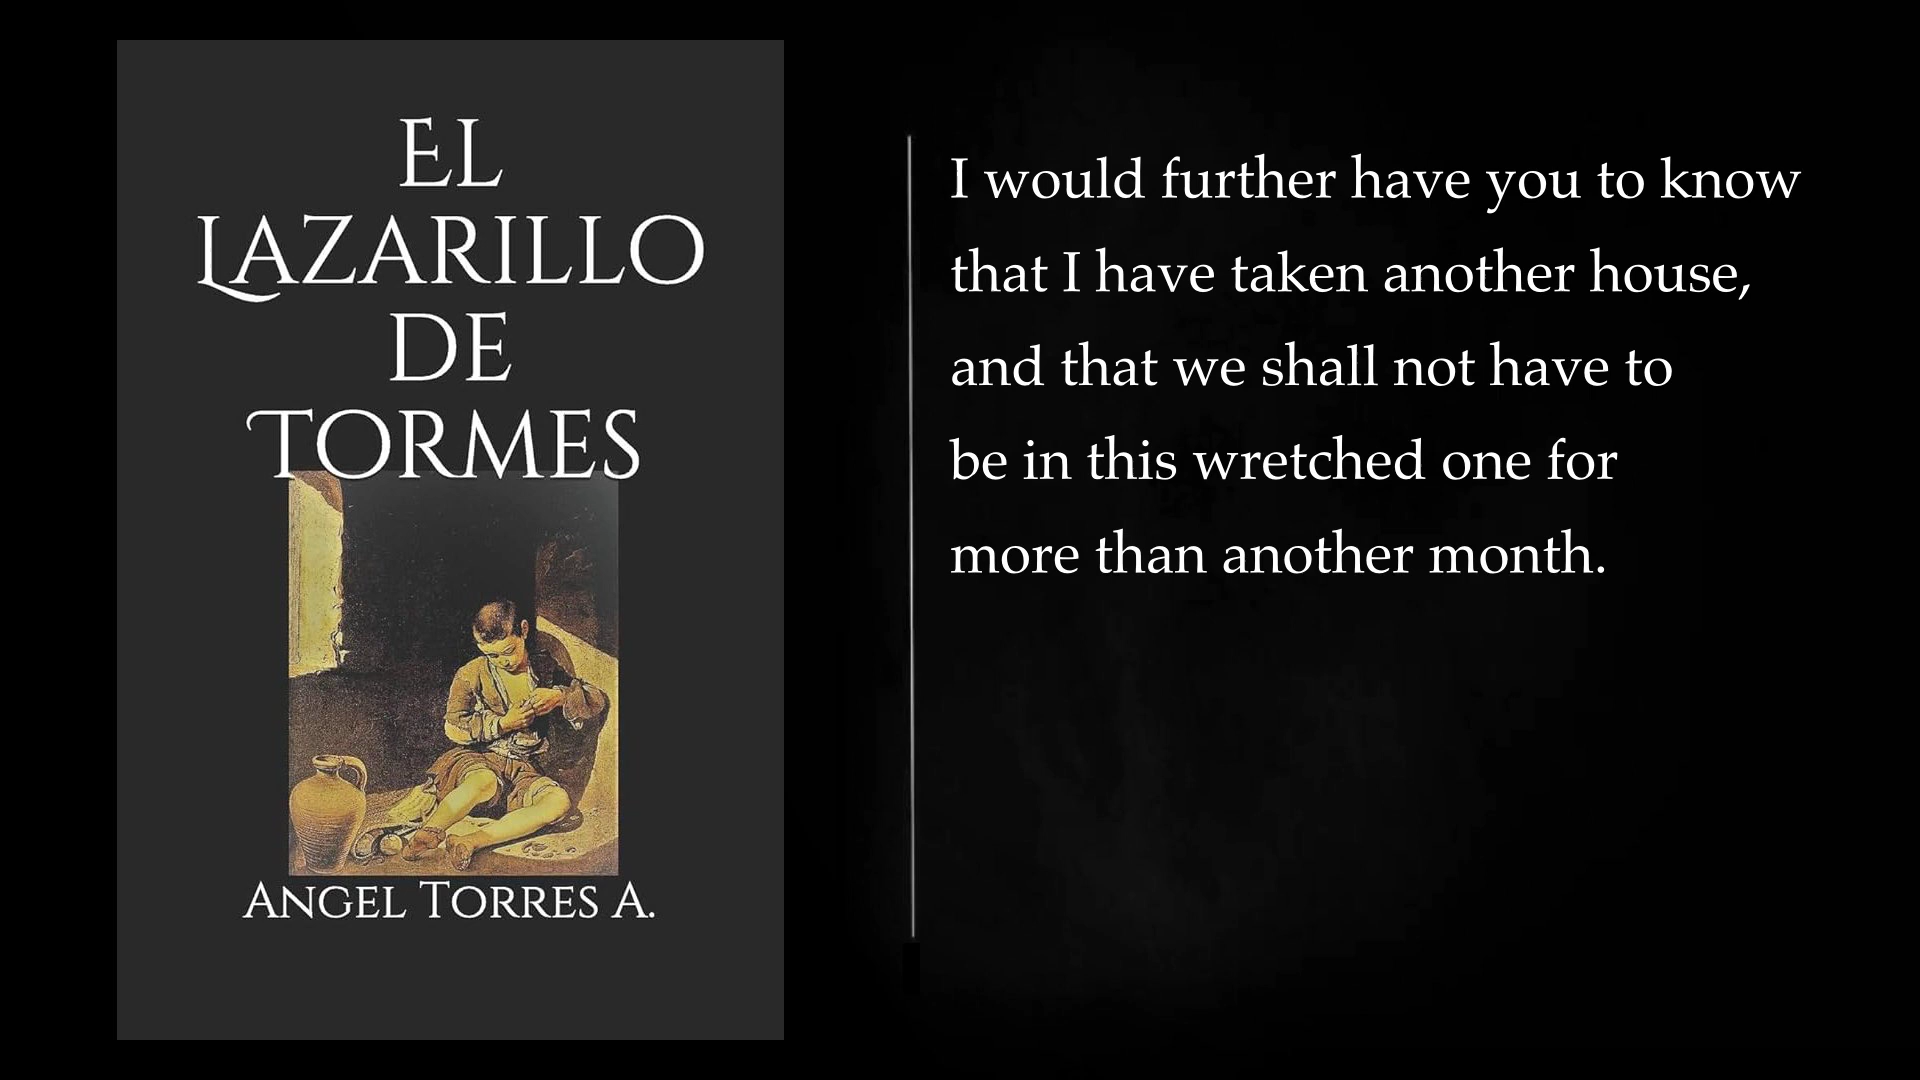 EL
LAZARILLO
DE
TORMES
ANGEL TORRES A.
I would further have you to know
that I have taken another house,
and that we shall not have to
be in this wretched one for
more than another month.